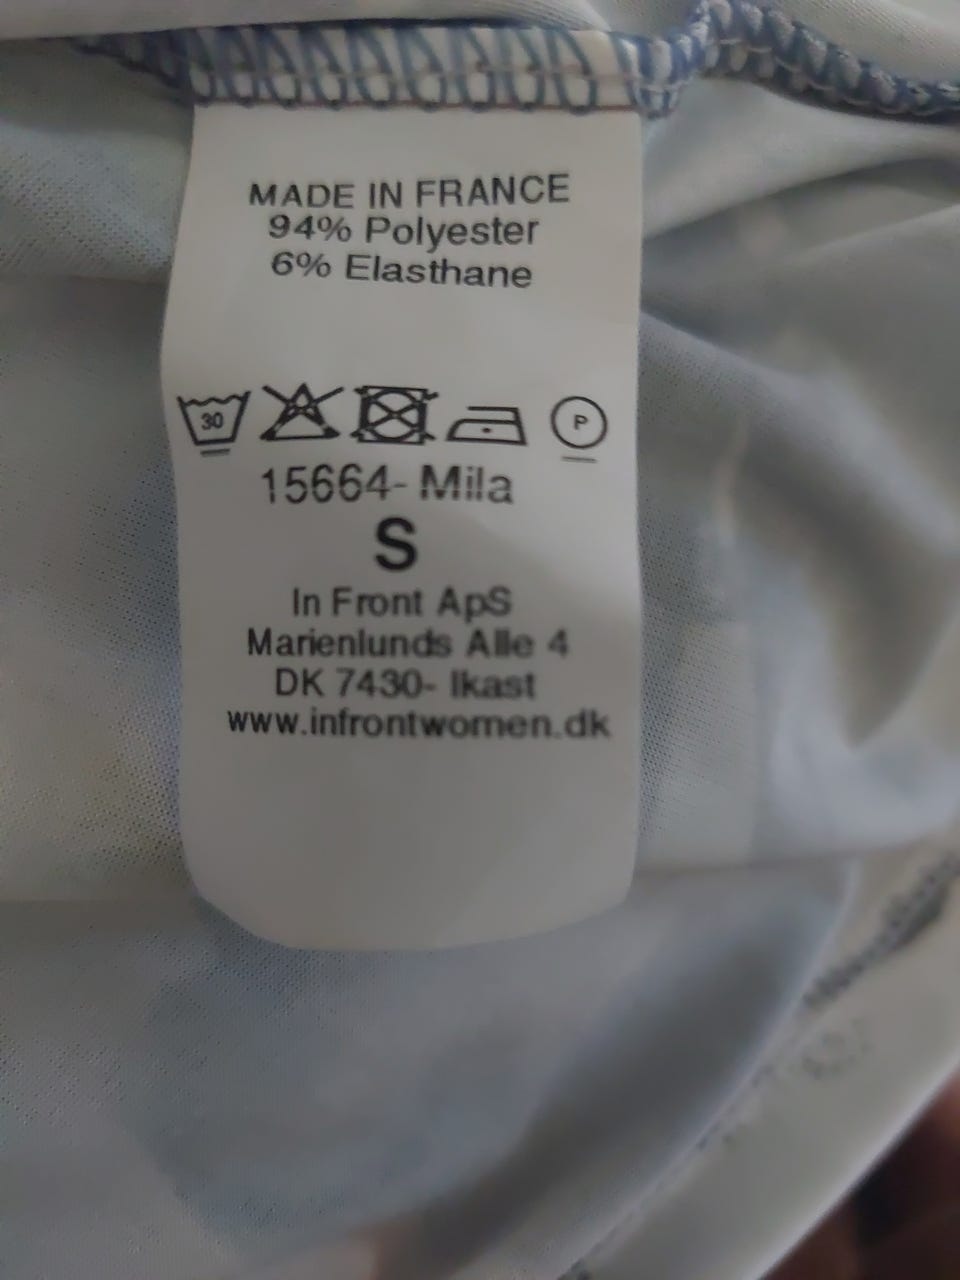 MADE IN FRANCE
94% Polyester
6% Elasthane
30 P
15664- Mila
S
In Front ApS
Marienlunds Alle 4
DK 7430- Ikast
www.infrontwomen.dk